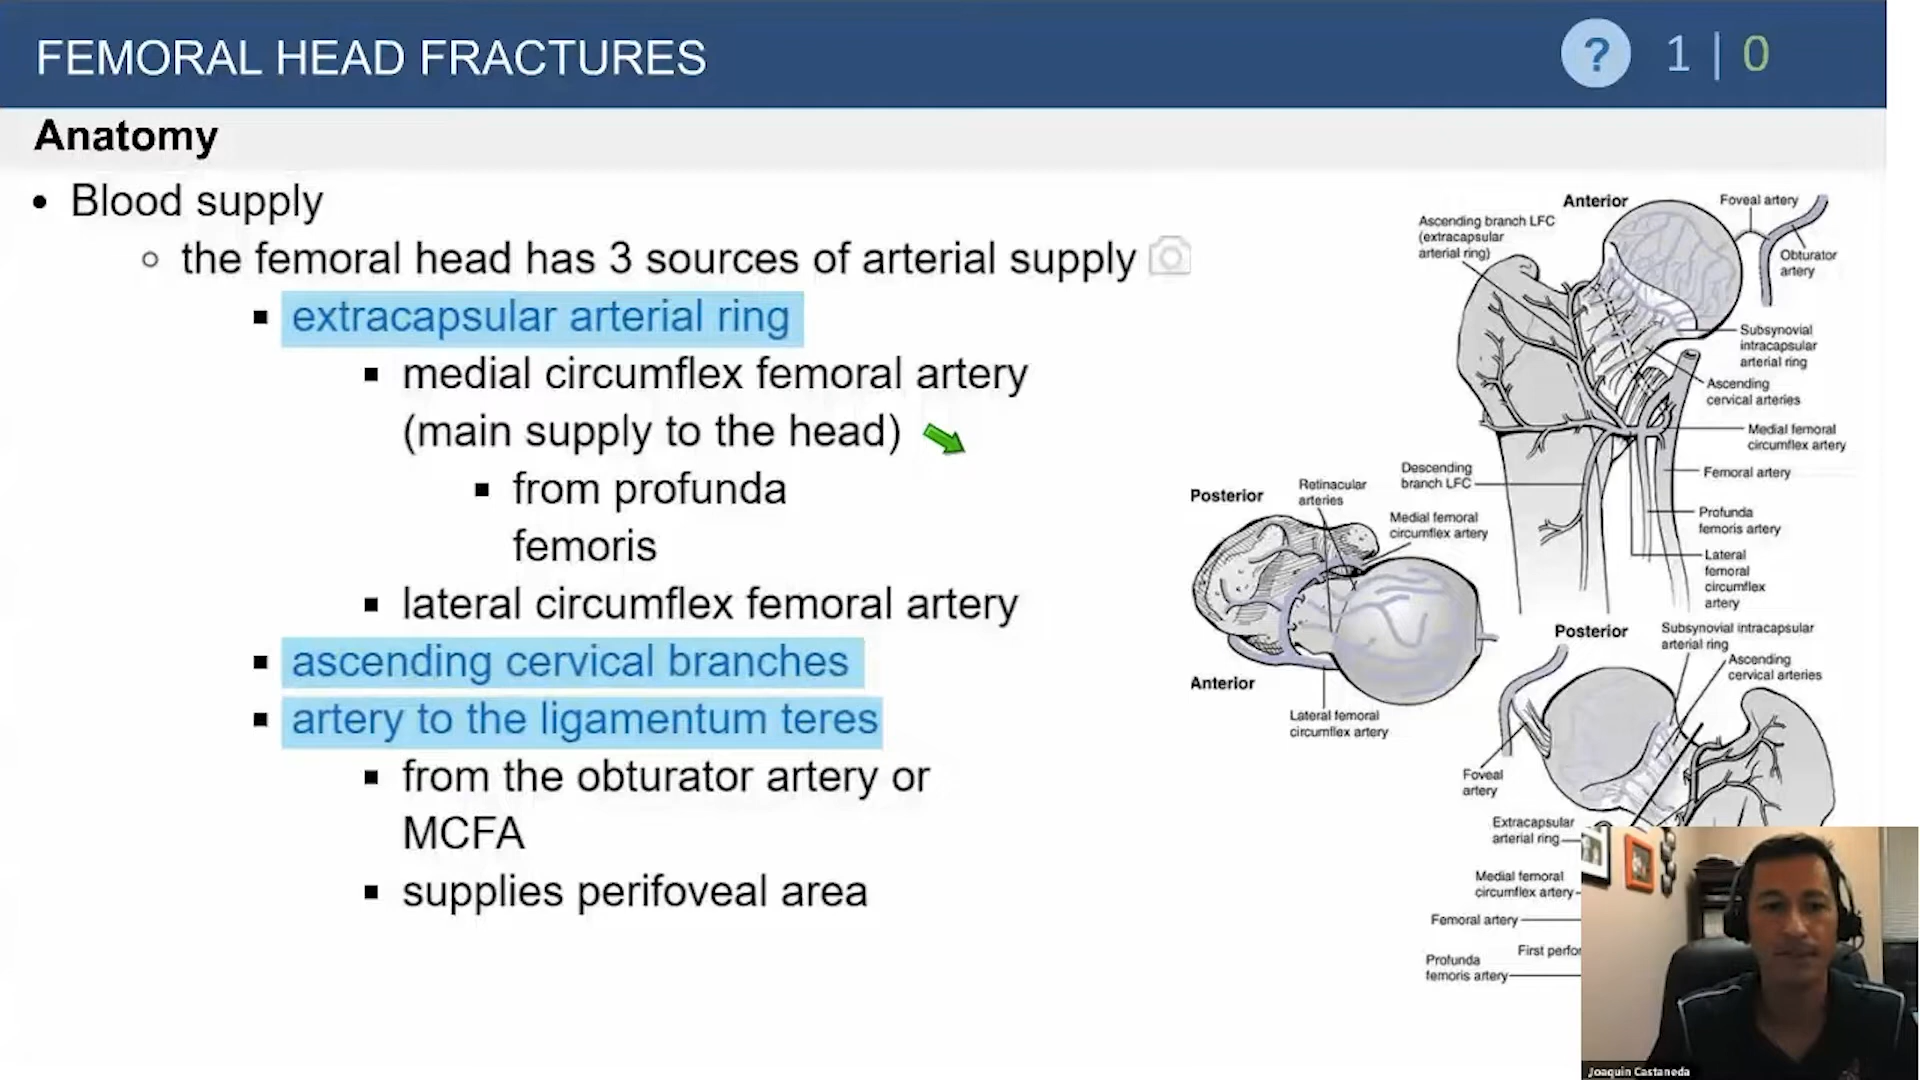 FEMORAL HEAD FRACTURES
? 1 | 0
Anatomy
• Blood supply
○ the femoral head has 3 sources of arterial supply
▪ extracapsular arterial ring
▪ medial circumflex femoral artery
(main supply to the head)
▪ from profunda
femoris
▪ lateral circumflex femoral artery
▪ ascending cervical branches
▪ artery to the ligamentum teres
▪ from the obturator artery or
MCFA
▪ supplies perifoveal area
Anterior
Foveal artery
Ascending branch LFC
(extracapsular
arterial ring)
Obturator
artery
Subsynovial
intracapsular
arterial ring
Ascending
cervical arteries
Medial femoral
circumflex artery
Femoral artery
Descending
branch LFC
Profunda
femoris artery
Lateral
femoral
circumflex
artery
Posterior
Retinacular
arteries
Medial femoral
circumflex artery
Anterior
Lateral femoral
circumflex artery
Posterior
Subsynovial intracapsular
arterial ring
Ascending
cervical arteries
Foveal
artery
Extracapsular
arterial ring
Medial femoral
circumflex artery
Femoral artery
First perfo
Profunda
femoris artery
Joaquin Castaneda